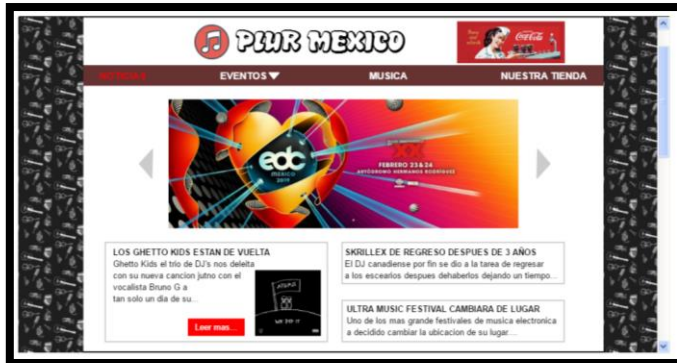 PLUR MEXICO
Coca-Cola
NOTICIAS EVENTOS MUSICA NUESTRA TIENDA
edc
MEXICO
2019
FEBRERO 23 & 24
AUTÓDROMO HERMANOS RODRÍGUEZ
LOS GHETTO KIDS ESTAN DE VUELTA
Ghetto Kids el trio de DJ's nos deleita
con su nueva cancion jutno con el
vocalista Bruno G a
tan solo un dia de su...
Leer mas...
SKRILLEX DE REGRESO DESPUES DE 3 AÑOS
El DJ canadiense por fin se dio a la tarea de regresar
a los escearios despues dehaberlos dejando un tiempo...
ULTRA MUSIC FESTIVAL CAMBIARA DE LUGAR
Uno de los mas grande festivales de musica electronica
a decidido cambiar la ubicacion de su lugar....